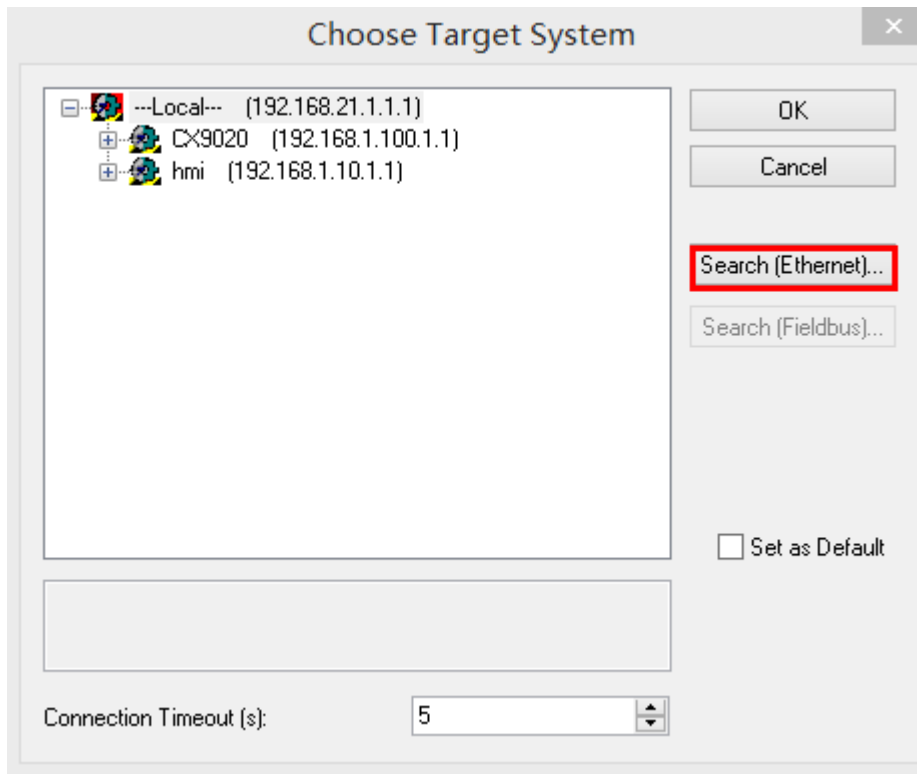 Choose Target System
---Local--- (192.168.21.1.1.1)
CX9020 (192.168.1.100.1.1)
hmi (192.168.1.10.1.1)
OK
Cancel
Search (Ethernet)...
Search (Fieldbus)...
Set as Default
Connection Timeout (s):
5